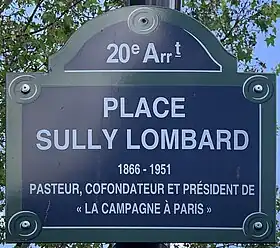 20e Arrt
PLACE
SULLY LOMBARD
1866 - 1951
PASTEUR, COFONDATEUR ET PRÉSIDENT DE
« LA CAMPAGNE À PARIS »